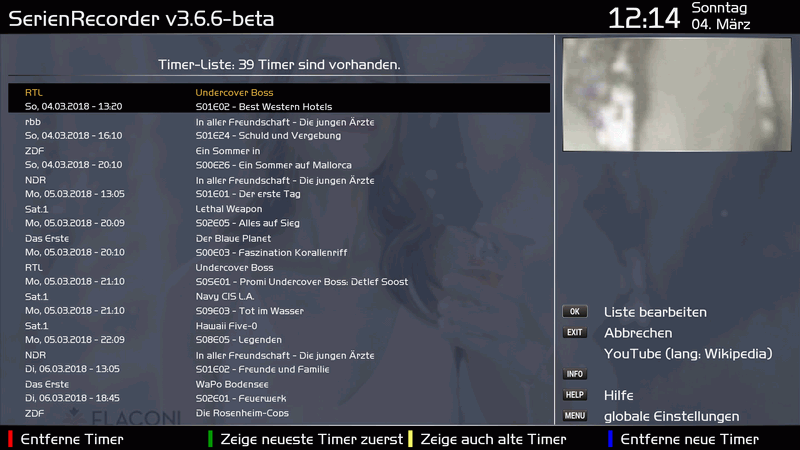 SerienRecorder v3.6.6-beta
12:14
Sonntag
04. März
Timer-Liste: 39 Timer sind vorhanden.
RTL Undercover Boss
So, 04.03.2018 - 13:20 S01E02 - Best Western Hotels
rbb In aller Freundschaft - Die jungen Ärzte
So, 04.03.2018 - 16:10 S01E24 - Schuld und Vergebung
ZDF Ein Sommer in
So, 04.03.2018 - 20:10 S00E26 - Ein Sommer auf Mallorca
NDR In aller Freundschaft - Die jungen Ärzte
Mo, 05.03.2018 - 13:05 S01E01 - Der erste Tag
Sat.1 Lethal Weapon
Mo, 05.03.2018 - 20:09 S02E05 - Alles auf Sieg
Das Erste Der Blaue Planet
Mo, 05.03.2018 - 20:10 S00E03 - Faszination Korallenriff
RTL Undercover Boss
Mo, 05.03.2018 - 21:10 S05E01 - Promi Undercover Boss: Detlef Soost
Sat.1 Navy CIS L.A.
Mo, 05.03.2018 - 21:10 S09E03 - Tot im Wasser
Sat.1 Hawaii Five-0
Mo, 05.03.2018 - 22:09 S08E05 - Legenden
NDR In aller Freundschaft - Die jungen Ärzte
Di, 06.03.2018 - 13:05 S01E02 - Freunde und Familie
Das Erste WaPo Bodensee
Di, 06.03.2018 - 18:45 S02E01 - Feuerwerk
ZDF Die Rosenheim-Cops
FLACONI
OK Liste bearbeiten
EXIT Abbrechen
YouTube (lang: Wikipedia)
INFO
HELP Hilfe
MENU globale Einstellungen
Entferne Timer Zeige neueste Timer zuerst Zeige auch alte Timer Entferne neue Timer